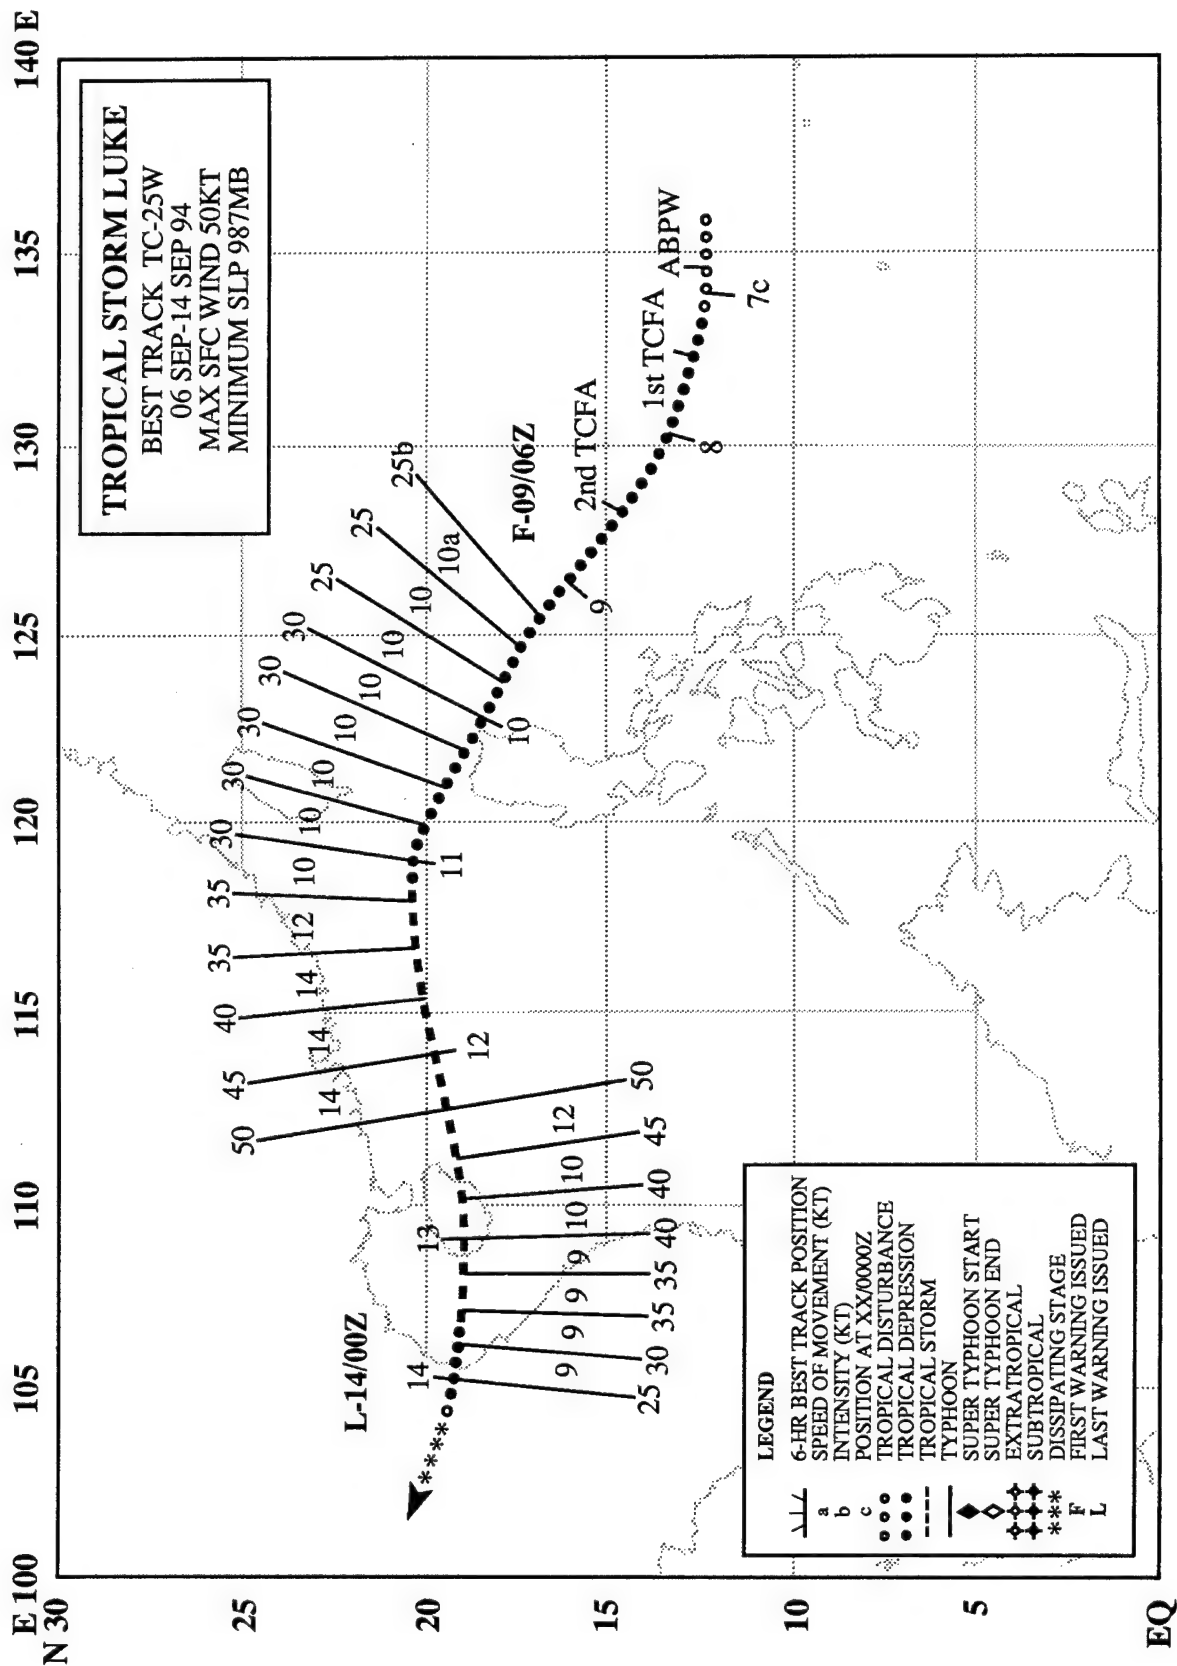 E 100
105
110
115
120
125
130
135
140 E
N 30
25
20
15
10
5
EQ
TROPICAL STORM LUKE
BEST TRACK TC-25W
06 SEP-14 SEP 94
MAX SFC WIND 50KT
MINIMUM SLP 987MB
L-14/00Z
F-09/06Z
ABPW
1st TCFA
2nd TCFA
7c
8
9
10
11
12
13
14
25b
25
25
30
30
30
30
30
35
35
40
45
50
10a
10
10
10
10
10
10
10
12
14
14
14
50
45
40
40
35
35
30
25
12
10
10
9
9
9
9
LEGEND
6-HR BEST TRACK POSITION
a SPEED OF MOVEMENT (KT)
b INTENSITY (KT)
c POSITION AT XX/0000Z
TROPICAL DISTURBANCE
TROPICAL DEPRESSION
TROPICAL STORM
TYPHOON
SUPER TYPHOON START
SUPER TYPHOON END
EXTRATROPICAL
SUBTROPICAL
*** DISSIPATING STAGE
F FIRST WARNING ISSUED
L LAST WARNING ISSUED